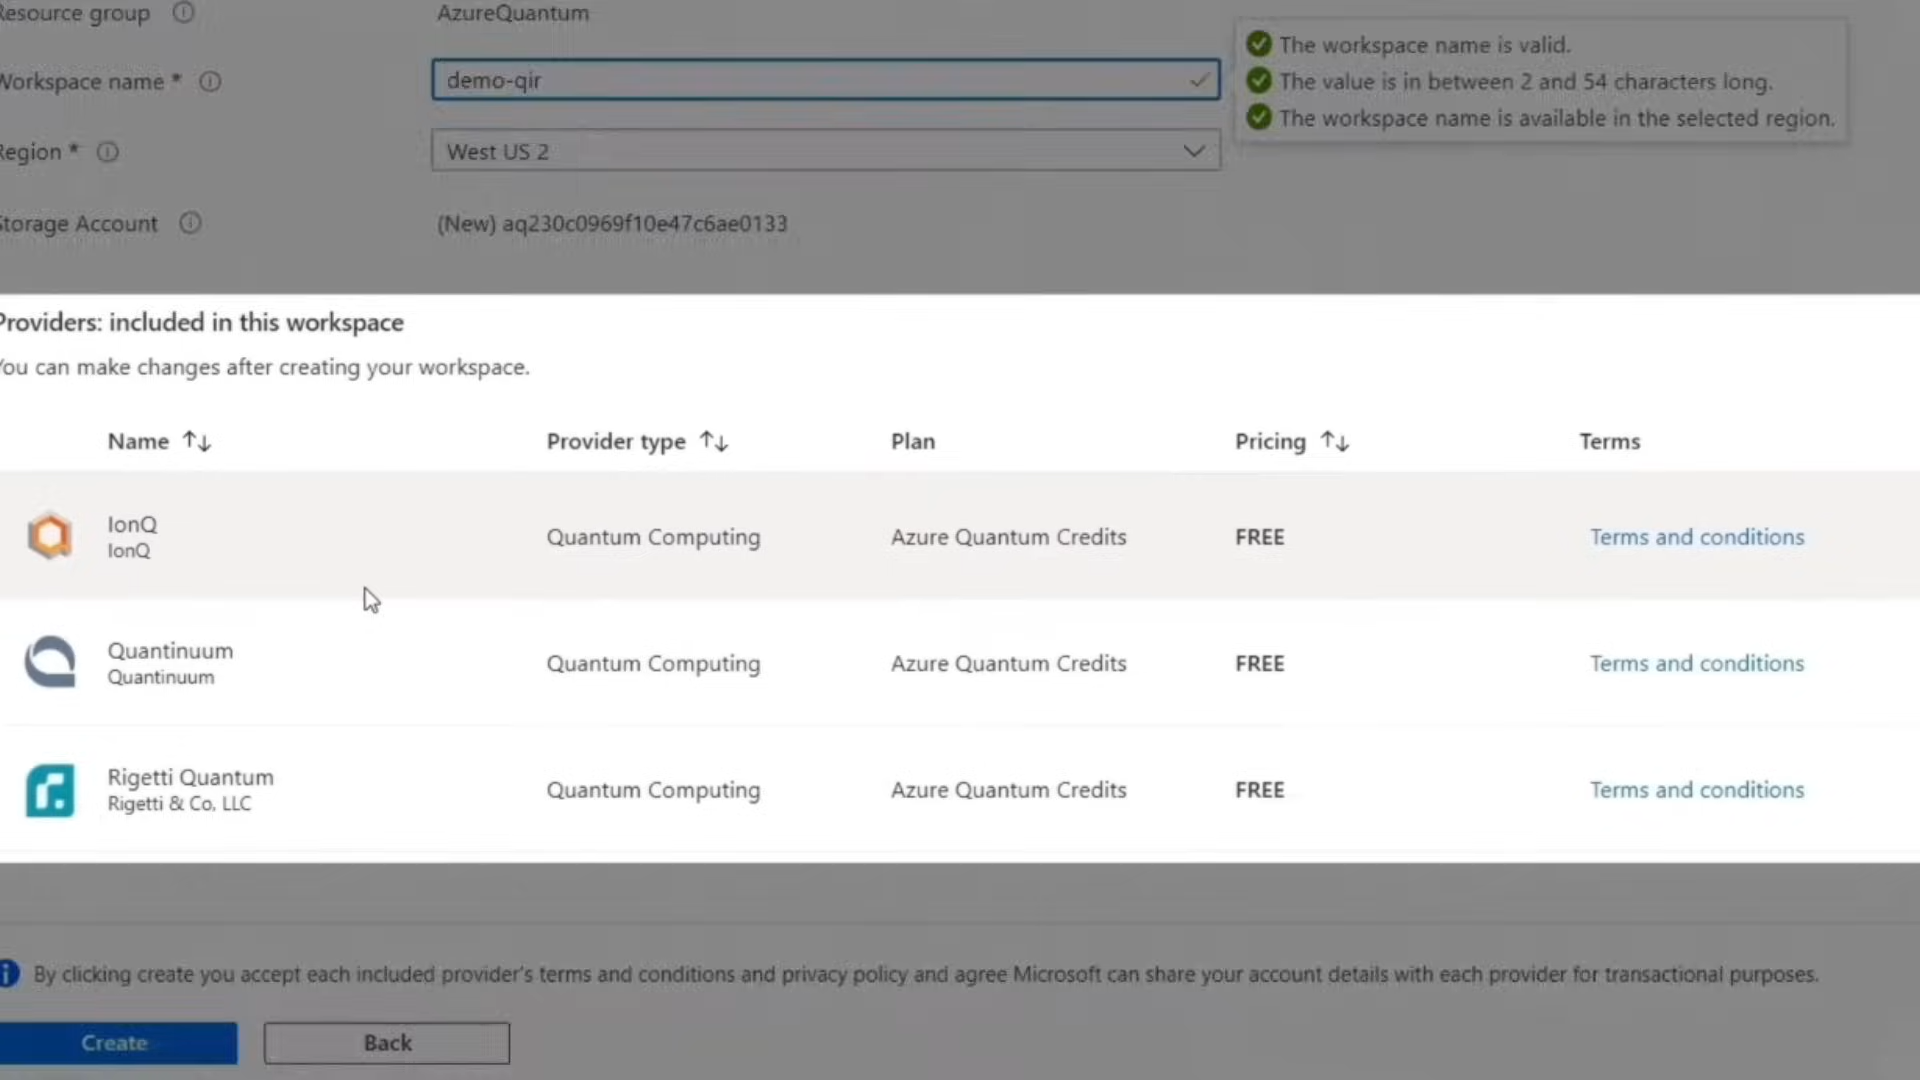 Resource group AzureQuantum
Workspace name * demo-qir
The workspace name is valid.
The value is in between 2 and 54 characters long.
The workspace name is available in the selected region.
Region * West US 2
Storage Account (New) aq230c0969f10e47c6ae0133
Providers: included in this workspace
You can make changes after creating your workspace.
Name Provider type Plan Pricing Terms
IonQ
IonQ
Quantum Computing Azure Quantum Credits FREE Terms and conditions
Quantinuum
Quantinuum
Quantum Computing Azure Quantum Credits FREE Terms and conditions
Rigetti Quantum
Rigetti & Co, LLC
Quantum Computing Azure Quantum Credits FREE Terms and conditions
By clicking create you accept each included provider's terms and conditions and privacy policy and agree Microsoft can share your account details with each provider for transactional purposes.
Create Back